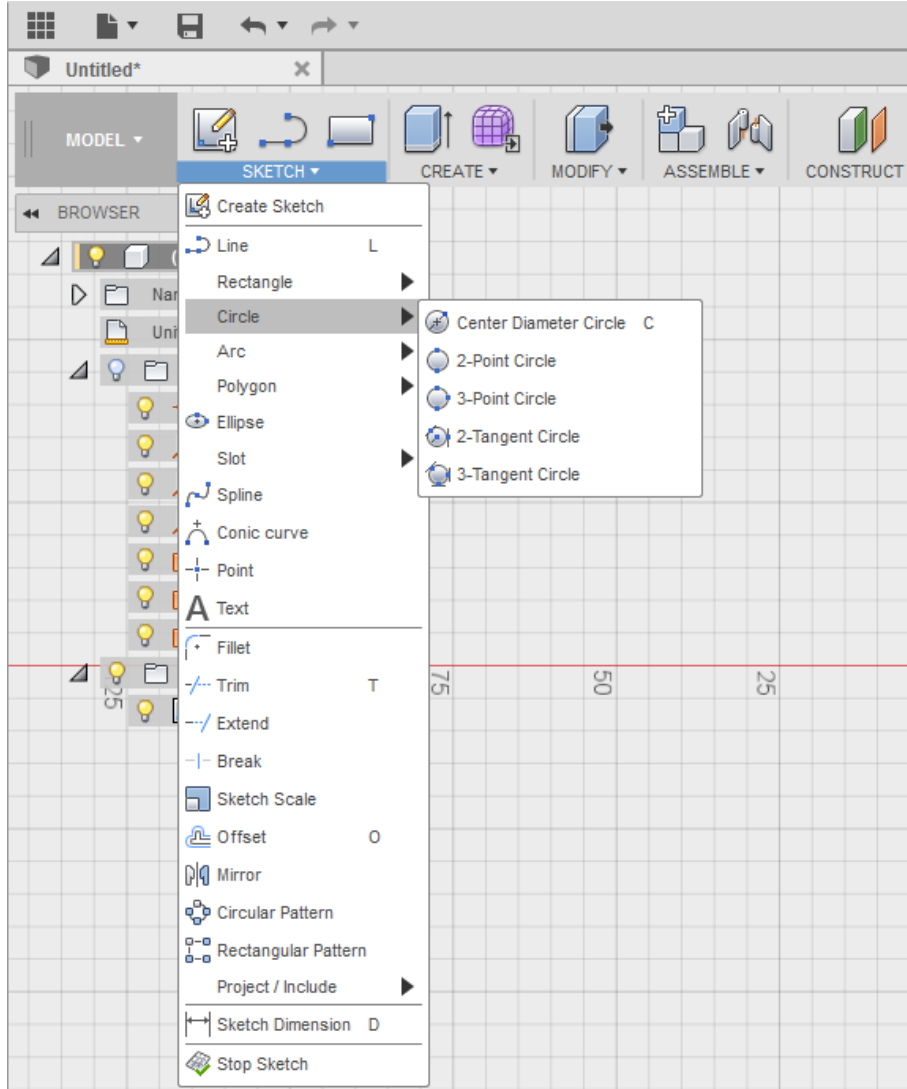 Untitled*
MODEL
SKETCH
CREATE
MODIFY
ASSEMBLE
CONSTRUCT
BROWSER
Create Sketch
Line L
Rectangle
Circle
Center Diameter Circle C
2-Point Circle
3-Point Circle
2-Tangent Circle
3-Tangent Circle
Arc
Polygon
Ellipse
Slot
Spline
Conic curve
Point
A Text
Fillet
Trim T
Extend
Break
Sketch Scale
Offset O
Mirror
Circular Pattern
Rectangular Pattern
Project / Include
Sketch Dimension D
Stop Sketch
75
50
25